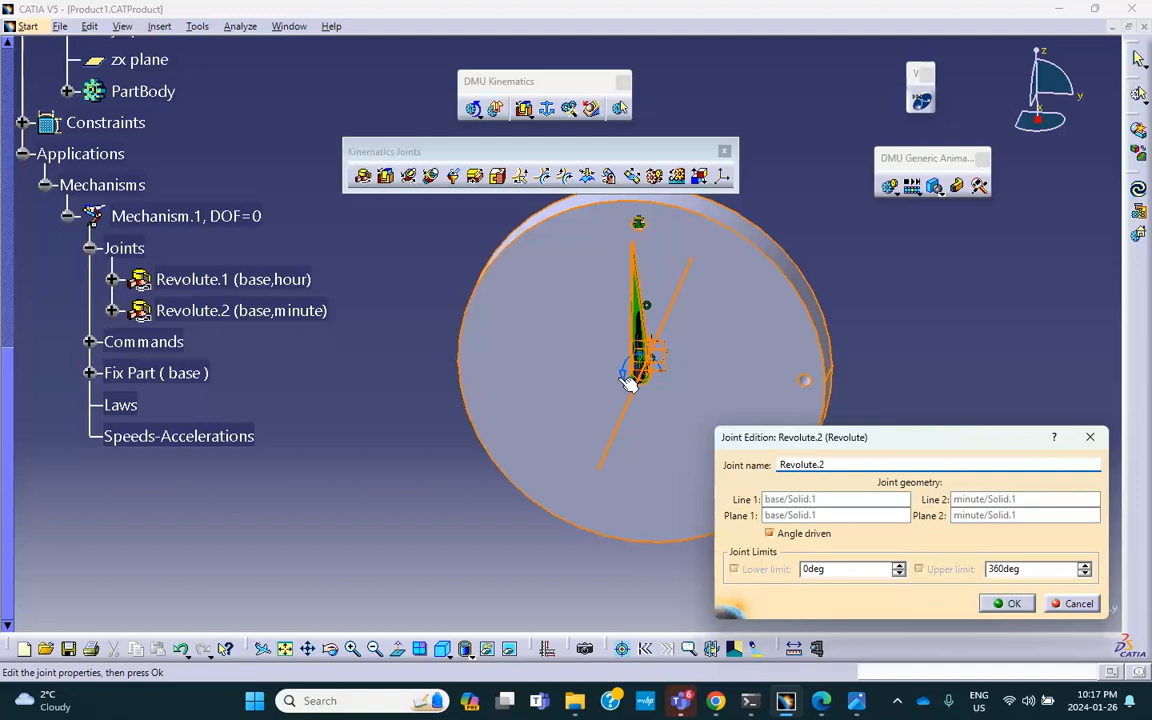 CATIA V5 - [Product1.CATProduct]
Start File Edit View Insert Tools Analyze Window Help
zx plane
PartBody
Constraints
Applications
Mechanisms
Mechanism.1, DOF=0
Joints
Revolute.1 (base,hour)
Revolute.2 (base,minute)
Commands
Fix Part ( base )
Laws
Speeds-Accelerations
DMU Kinematics
Kinematics Joints
x
V
DMU Generic Anima...
z
y
x
Joint Edition: Revolute.2 (Revolute)
?
Joint name: Revolute.2
Joint geometry:
Line 1: base/Solid.1 Line 2: minute/Solid.1
Plane 1: base/Solid.1 Plane 2: minute/Solid.1
Angle driven
Joint Limits
Lower limit: 0deg Upper limit: 360deg
OK Cancel
y
CATIA
Edit the joint properties, then press Ok
2°C
Cloudy
Search
6
ENG
US
10:17 PM
2024-01-26